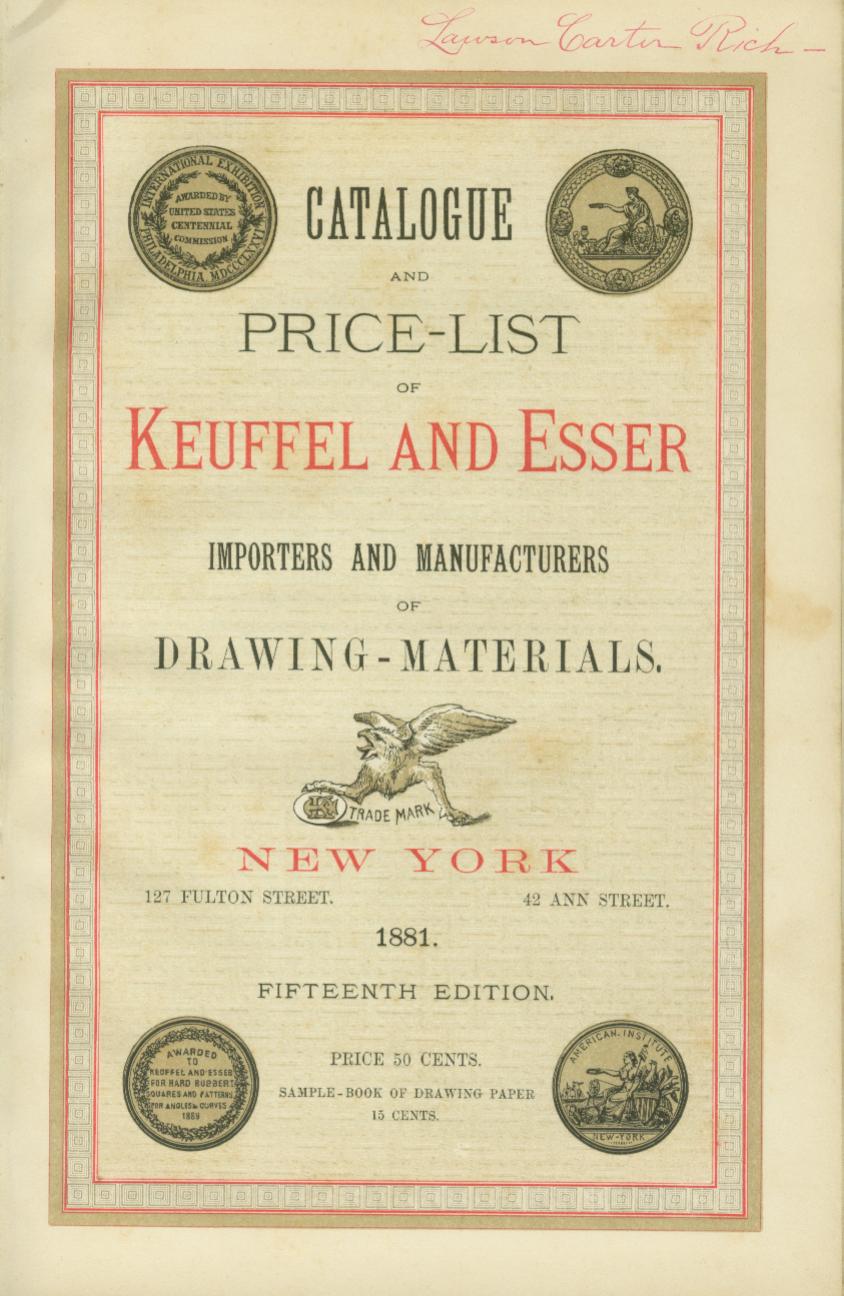 Lawson Carter Rich –
INTERNATIONAL EXHIBITION
PHILADELPHIA, MDCCCLXXVI
AWARDED BY
UNITED STATES
CENTENNIAL
COMMISSION
CATALOGUE
AND
PRICE-LIST
OF
KEUFFEL AND ESSER
IMPORTERS AND MANUFACTURERS
OF
DRAWING-MATERIALS.
TRADE MARK
NEW YORK
127 FULTON STREET.
42 ANN STREET.
1881.
FIFTEENTH EDITION.
AWARDED
TO
KEUFFEL AND ESSER
FOR HARD RUBBER T
SQUARES AND PATTERNS
FOR ANGLES & CURVES
1869
PRICE 50 CENTS.
SAMPLE-BOOK OF DRAWING PAPER
15 CENTS.
AMERICAN. INSTITUTE
NEW-YORK